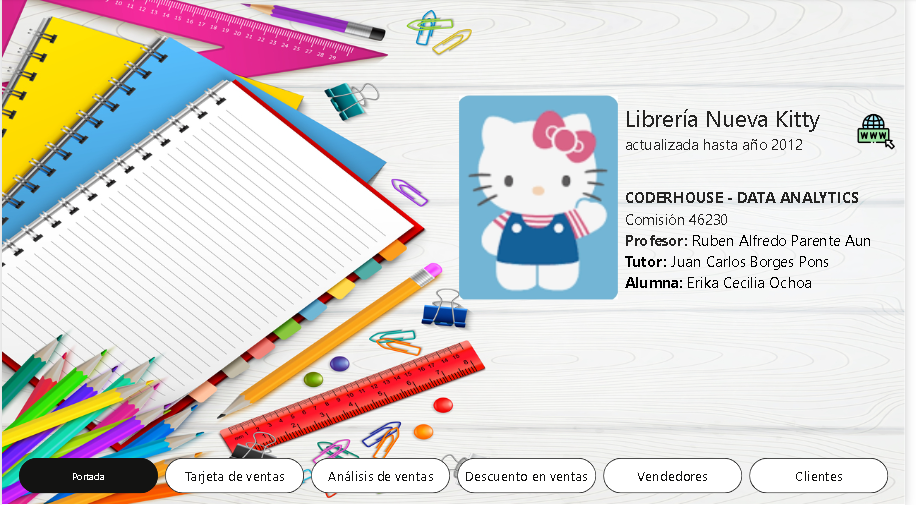 Librería Nueva Kitty
actualizada hasta año 2012
WWW
CODERHOUSE - DATA ANALYTICS
Comisión 46230
Profesor: Ruben Alfredo Parente Aun
Tutor: Juan Carlos Borges Pons
Alumna: Erika Cecilia Ochoa
Portada
Tarjeta de ventas
Análisis de ventas
Descuento en ventas
Vendedores
Clientes